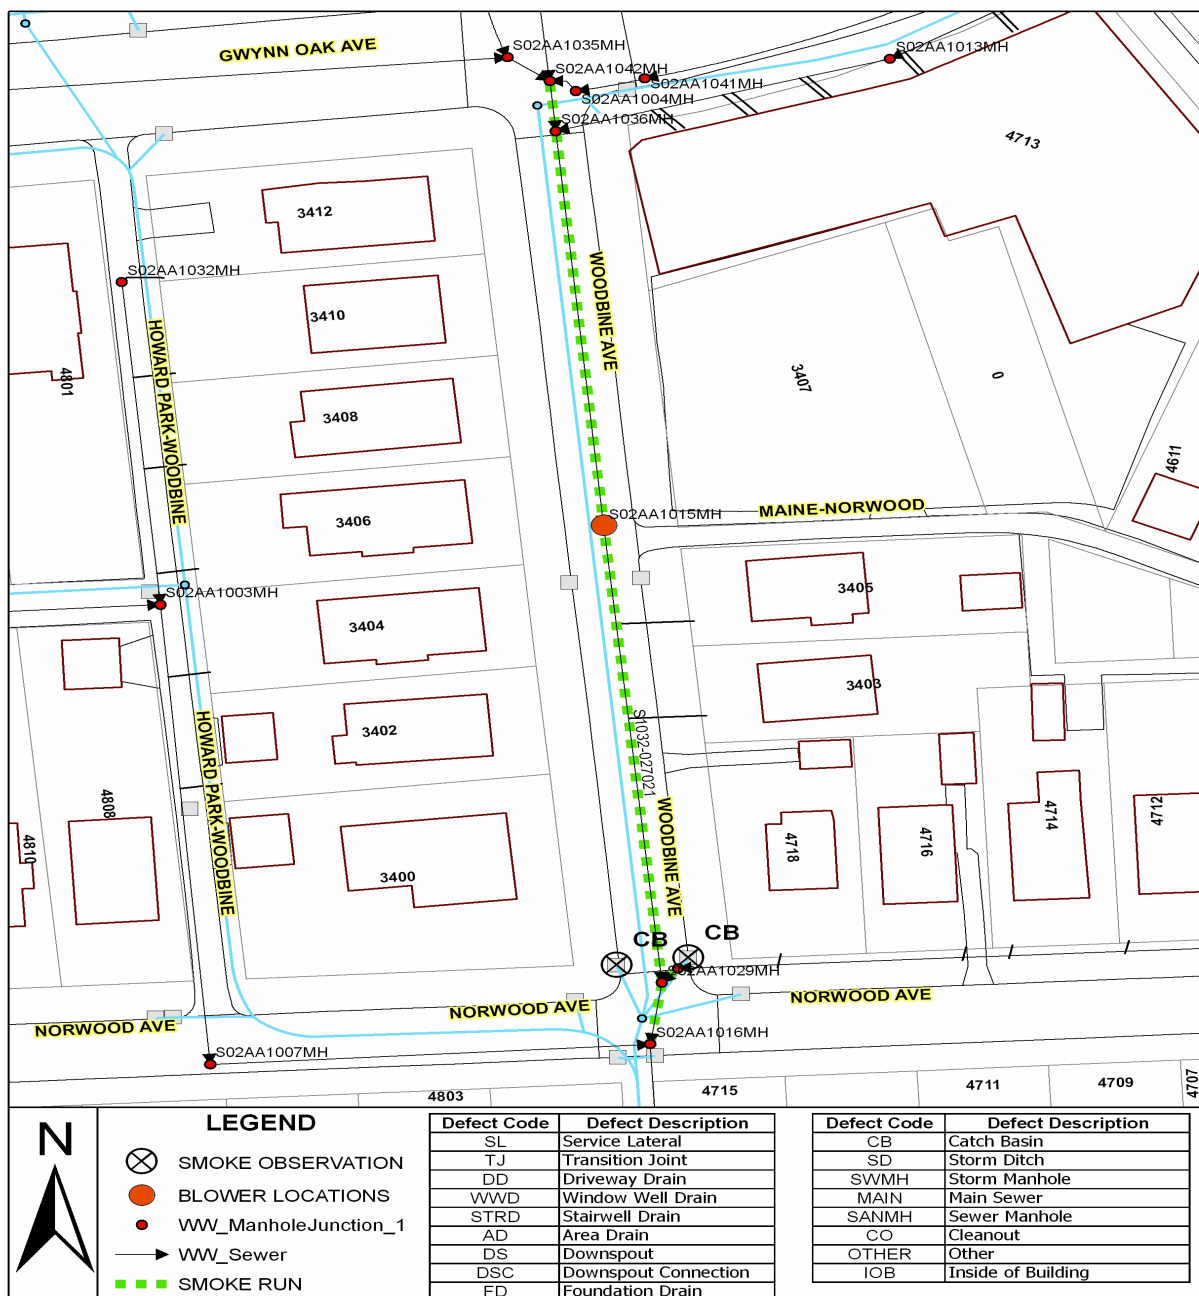 GWYNN OAK AVE
S02AA1035MH
S02AA1013MH
S02AA1042MH
S02AA1041MH
S02AA1004MH
S02AA1036MH
4713
3412
S02AA1032MH
WOODBINE AVE
3410
HOWARD PARK-WOODBINE
4801
3407
0
3408
4611
3406
S02AA1015MH
MAINE-NORWOOD
S02AA1003MH
3405
3404
3403
3402
S1032-027021
HOWARD PARK-WOODBINE
WOODBINE AVE
4808
4810
4718
4716
4714
4712
3400
CB
CB
S02AA1029MH
NORWOOD AVE
NORWOOD AVE
NORWOOD AVE
S02AA1016MH
S02AA1007MH
4803
4715
4711
4709
4707
N
LEGEND
SMOKE OBSERVATION
BLOWER LOCATIONS
WW_ManholeJunction_1
WW_Sewer
SMOKE RUN
Defect Code Defect Description
SL Service Lateral
TJ Transition Joint
DD Driveway Drain
WWD Window Well Drain
STRD Stairwell Drain
AD Area Drain
DS Downspout
DSC Downspout Connection
FD Foundation Drain
Defect Code Defect Description
CB Catch Basin
SD Storm Ditch
SWMH Storm Manhole
MAIN Main Sewer
SANMH Sewer Manhole
CO Cleanout
OTHER Other
IOB Inside of Building